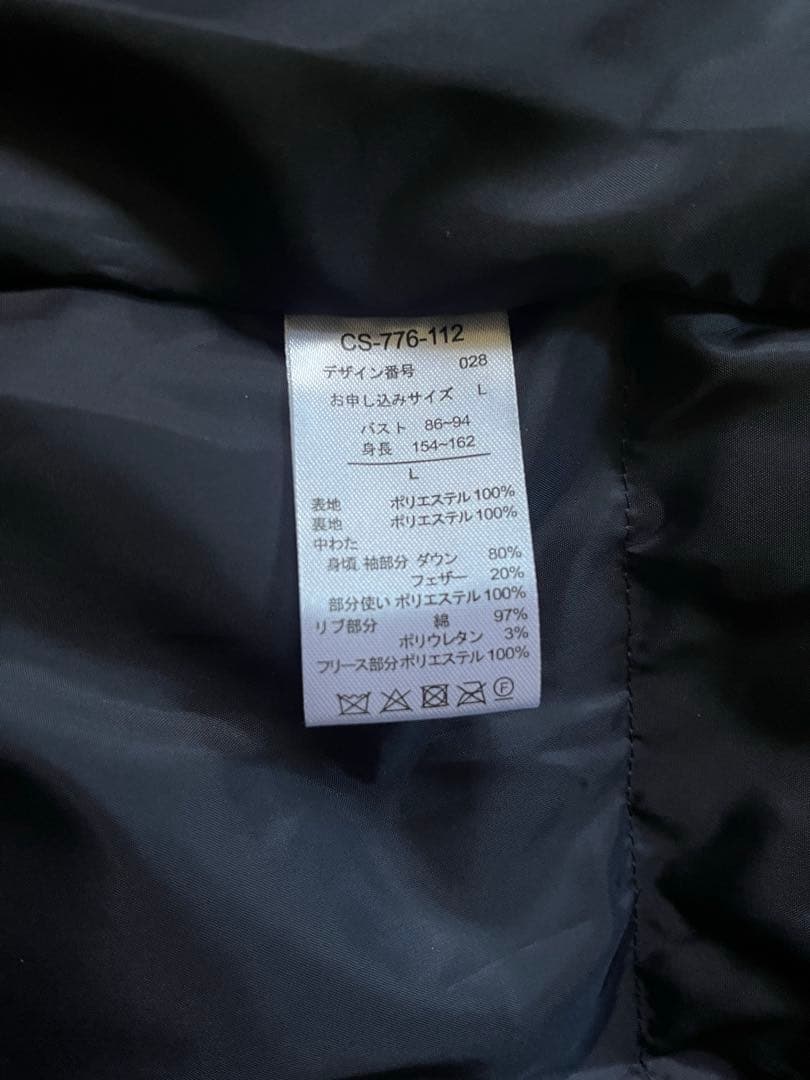 CS-776-112
デザイン番号 028
お申し込みサイズ L
バスト 86~94
身長 154~162
L
表地 ポリエステル100%
裏地 ポリエステル100%
中わた
身頃 袖部分 ダウン 80%
フェザー 20%
部分使い ポリエステル100%
リブ部分 綿 97%
ポリウレタン 3%
フリース部分ポリエステル100%
F